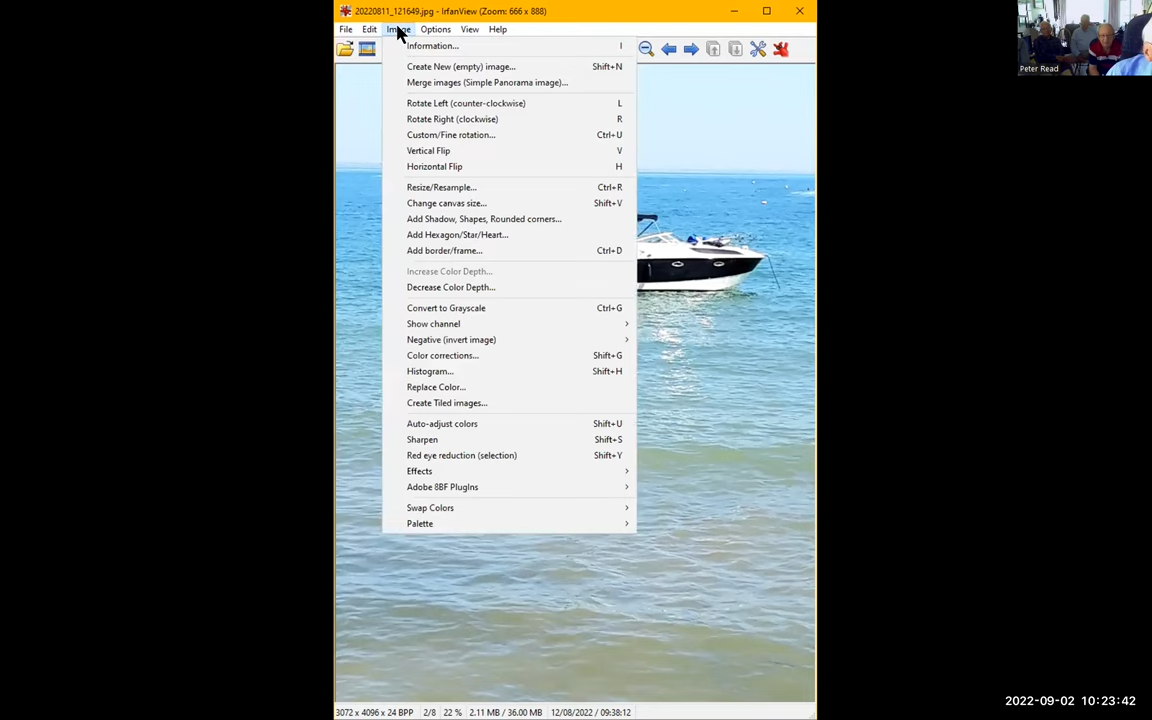 20220811_121649.jpg - IrfanView (Zoom: 666 x 888)
File Edit Image Options View Help
Information... I
Create New (empty) image... Shift+N
Merge images (Simple Panorama image)...
Rotate Left (counter-clockwise) L
Rotate Right (clockwise) R
Custom/Fine rotation... Ctrl+U
Vertical Flip V
Horizontal Flip H
Resize/Resample... Ctrl+R
Change canvas size... Shift+V
Add Shadow, Shapes, Rounded corners...
Add Hexagon/Star/Heart...
Add border/frame... Ctrl+D
Increase Color Depth...
Decrease Color Depth...
Convert to Grayscale Ctrl+G
Show channel
Negative (invert image)
Color corrections... Shift+G
Histogram... Shift+H
Replace Color...
Create Tiled images...
Auto-adjust colors Shift+U
Sharpen Shift+S
Red eye reduction (selection) Shift+Y
Effects
Adobe 8BF PlugIns
Swap Colors
Palette
3072 x 4096 x 24 BPP 2/8 22 % 2.11 MB / 36.00 MB 12/08/2022 / 09:38:12
Peter Read
2022-09-02 10:23:42